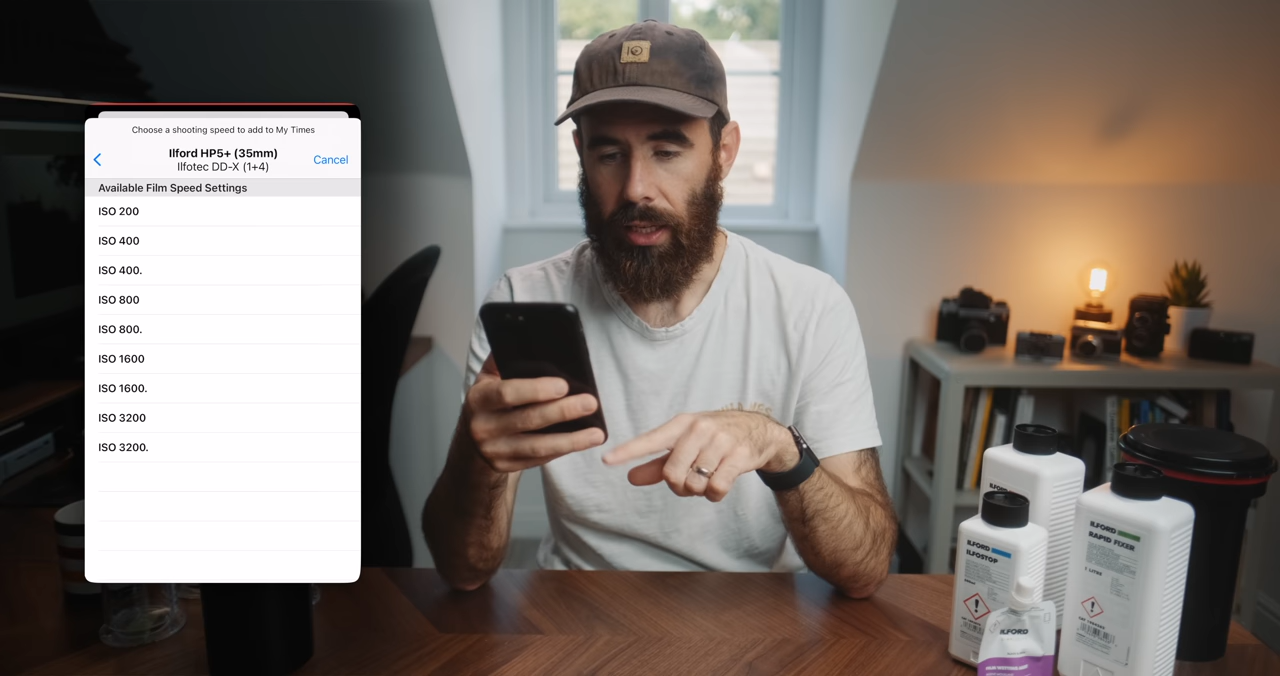 Choose a shooting speed to add to My Times
Ilford HP5+ (35mm)
Ilfotec DD-X (1+4)
Cancel
Available Film Speed Settings
ISO 200
ISO 400
ISO 400.
ISO 800
ISO 800.
ISO 1600
ISO 1600.
ISO 3200
ISO 3200.
ILFORD
ILFOSTOP
ILFORD
RAPID FIXER
1 LITRE
ILFORD